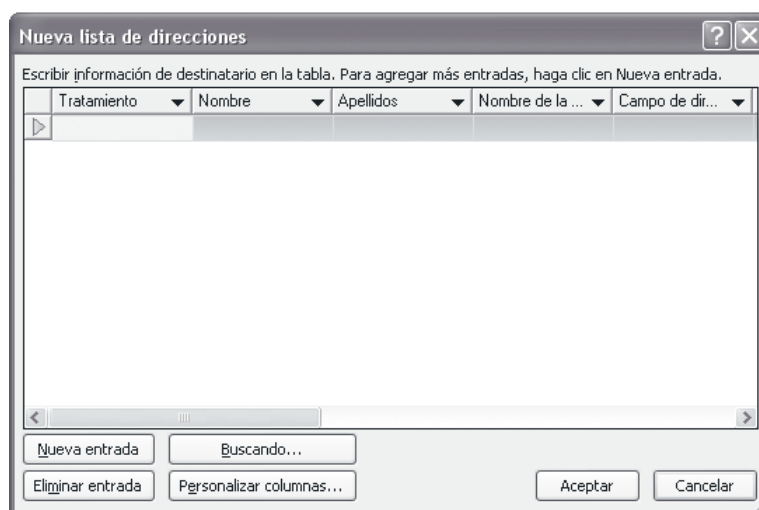 Nueva lista de direcciones
Escribir información de destinatario en la tabla. Para agregar más entradas, haga clic en Nueva entrada.
Tratamiento Nombre Apellidos Nombre de la ... Campo de dir...
Nueva entrada Buscando...
Eliminar entrada Personalizar columnas... Aceptar Cancelar